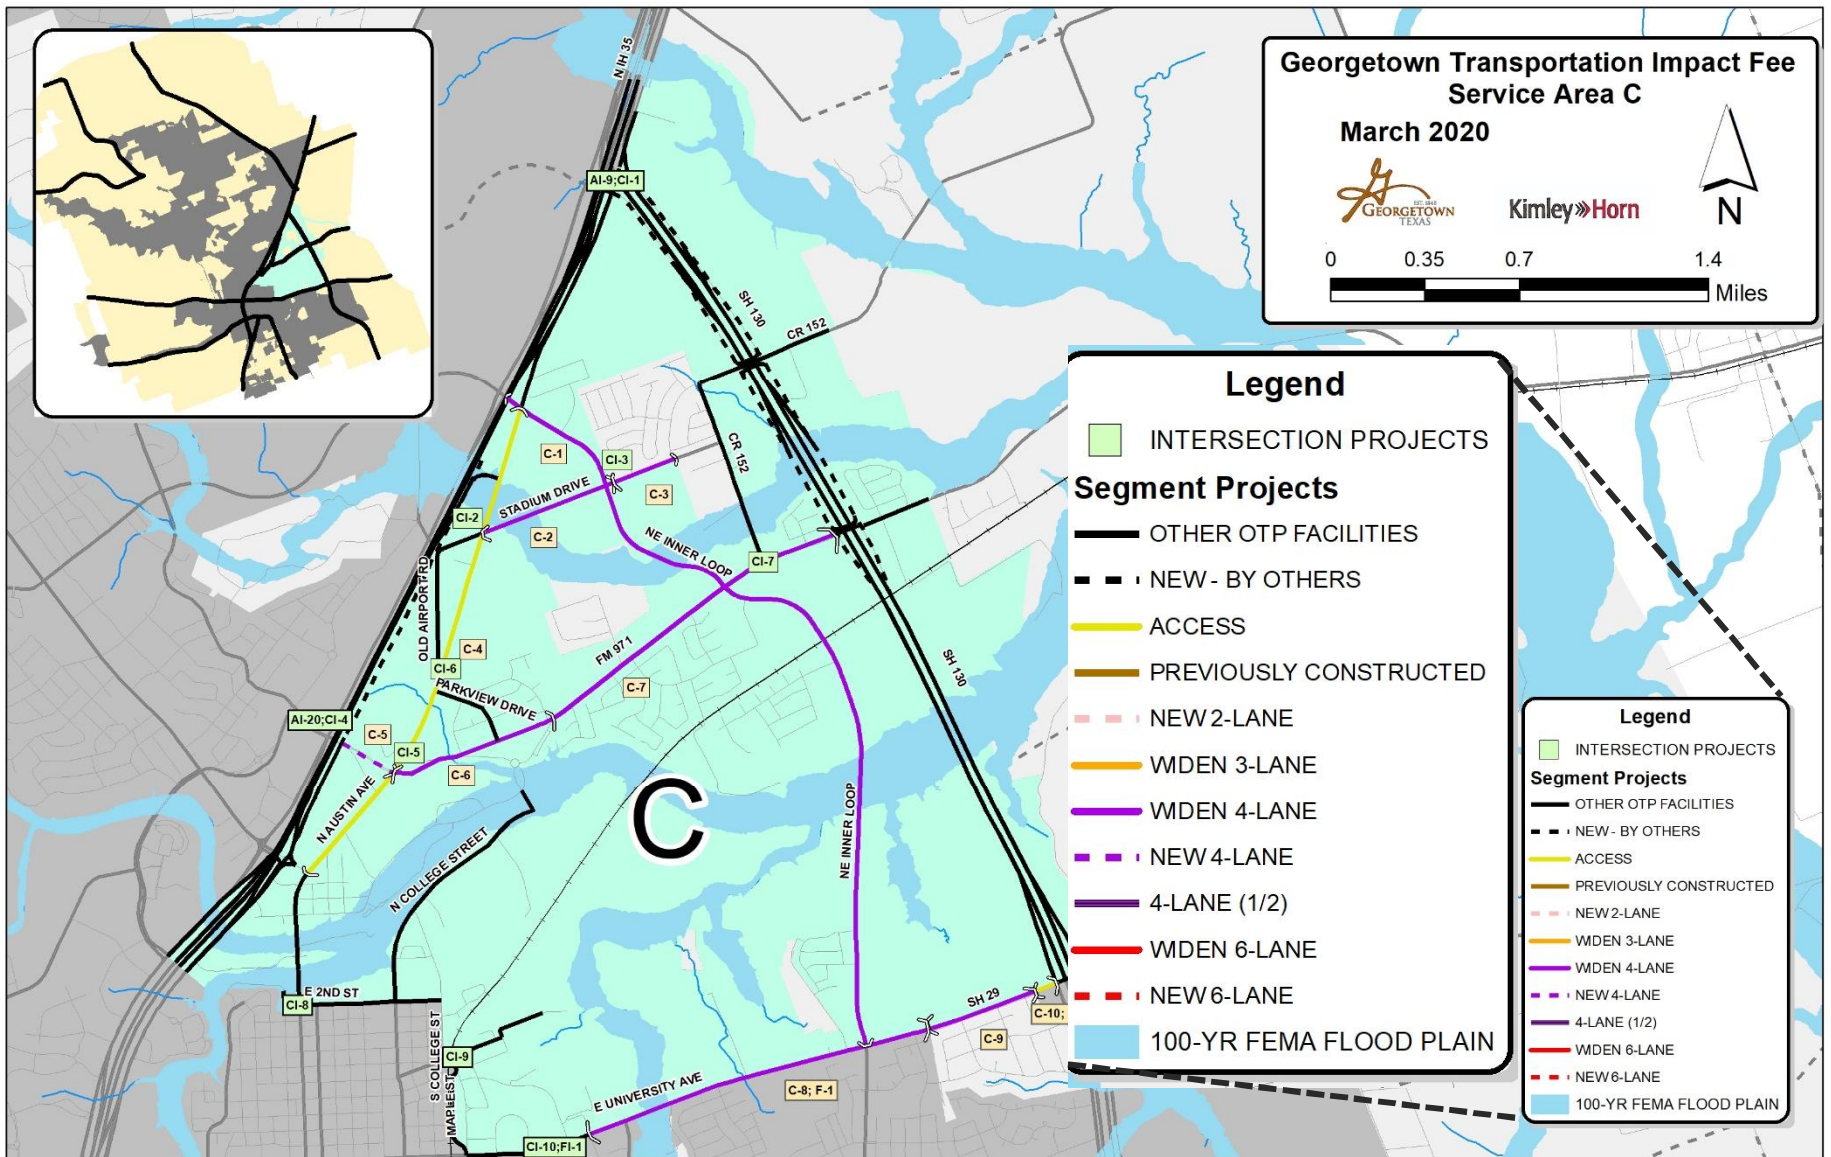 Georgetown Transportation Impact Fee
Service Area C
March 2020
EST. 1848
GEORGETOWN
TEXAS
Kimley»Horn
N
0 0.35 0.7 1.4
Miles
N IH 35
AI-9;CI-1
SH 130
CR 152
CR 152
C-1
CI-3
C-3
STADIUM DRIVE
CI-2
C-2
NE INNER LOOP
CI-7
OLD AIRPORT RD
C-4
CI-6
FM 971
PARKVIEW DRIVE
C-7
SH 130
AI-20;CI-4
C-5
CI-5
C-6
N AUSTIN AVE
C
NE INNER LOOP
N COLLEGE STREET
E 2ND ST
CI-8
SH 29
C-10;
C-9
S COLLEGE ST
CI-9
MAPLE ST
E UNIVERSITY AVE
C-8; F-1
CI-10;FI-1
Legend
INTERSECTION PROJECTS
Segment Projects
OTHER OTP FACILITIES
NEW - BY OTHERS
ACCESS
PREVIOUSLY CONSTRUCTED
NEW 2-LANE
WIDEN 3-LANE
WIDEN 4-LANE
NEW 4-LANE
4-LANE (1/2)
WIDEN 6-LANE
NEW 6-LANE
100-YR FEMA FLOOD PLAIN
Legend
INTERSECTION PROJECTS
Segment Projects
OTHER OTP FACILITIES
NEW - BY OTHERS
ACCESS
PREVIOUSLY CONSTRUCTED
NEW 2-LANE
WIDEN 3-LANE
WIDEN 4-LANE
NEW 4-LANE
4-LANE (1/2)
WIDEN 6-LANE
NEW 6-LANE
100-YR FEMA FLOOD PLAIN